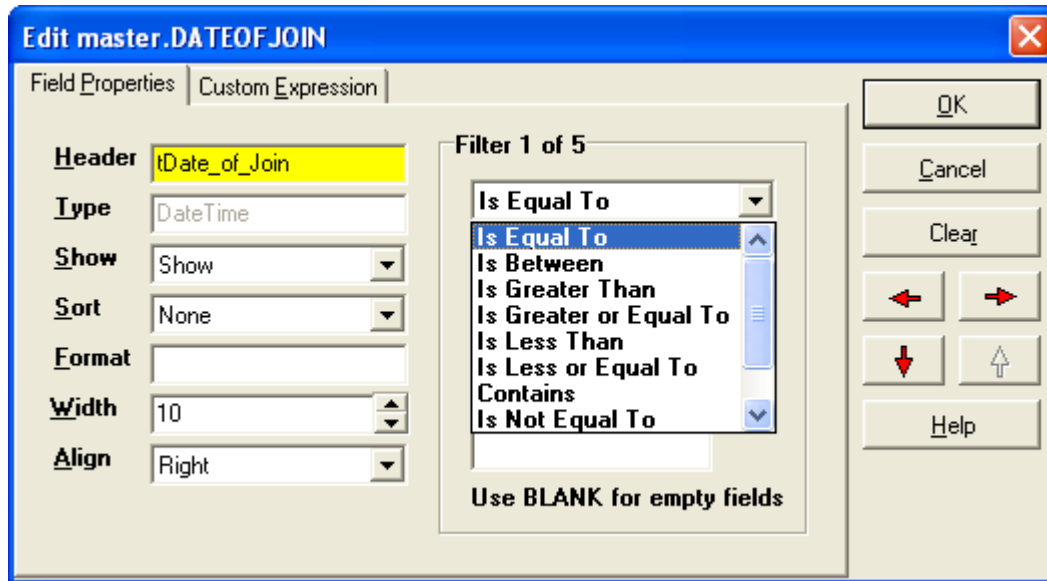 Edit master.DATEOFJOIN
Field Properties
Custom Expression
Header
tDate_of_Join
Type
DateTime
Show
Show
Sort
None
Format
Width
10
Align
Right
Filter 1 of 5
Is Equal To
Is Equal To
Is Between
Is Greater Than
Is Greater or Equal To
Is Less Than
Is Less or Equal To
Contains
Is Not Equal To
Use BLANK for empty fields
OK
Cancel
Clear
Help